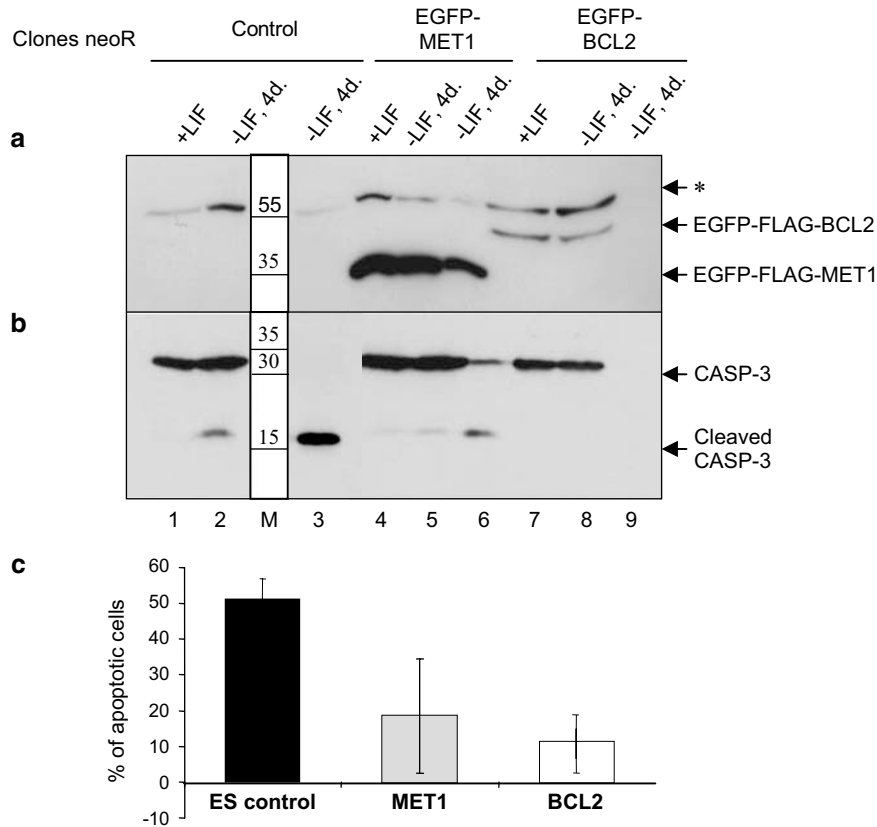 Clones neoR
Control
EGFP-
MET1
EGFP-
BCL2
+LIF
-LIF, 4d.
-LIF, 4d.
+LIF
-LIF, 4d.
-LIF, 4d.
+LIF
-LIF, 4d.
-LIF, 4d.
a
55
35
*
EGFP-FLAG-BCL2
EGFP-FLAG-MET1
b
35
30
15
CASP-3
Cleaved
CASP-3
1 2 M 3 4 5 6 7 8 9
c
% of apoptotic cells
60
50
40
30
20
10
0
-10
ES control MET1 BCL2